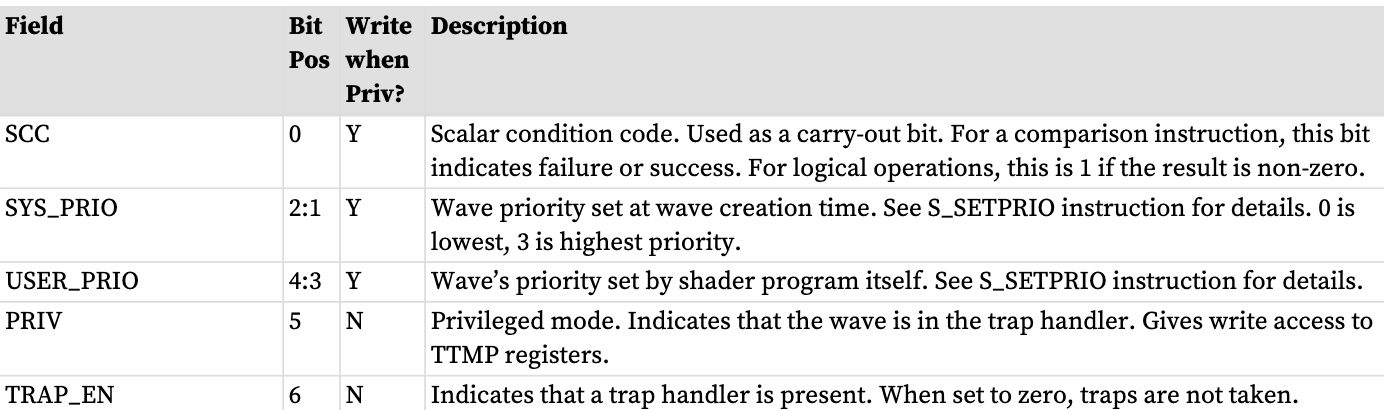 Field Bit Write Description
Pos when
Priv?
SCC 0 Y Scalar condition code. Used as a carry-out bit. For a comparison instruction, this bit
indicates failure or success. For logical operations, this is 1 if the result is non-zero.
SYS_PRIO 2:1 Y Wave priority set at wave creation time. See S_SETPRIO instruction for details. 0 is
lowest, 3 is highest priority.
USER_PRIO 4:3 Y Wave’s priority set by shader program itself. See S_SETPRIO instruction for details.
PRIV 5 N Privileged mode. Indicates that the wave is in the trap handler. Gives write access to
TTMP registers.
TRAP_EN 6 N Indicates that a trap handler is present. When set to zero, traps are not taken.